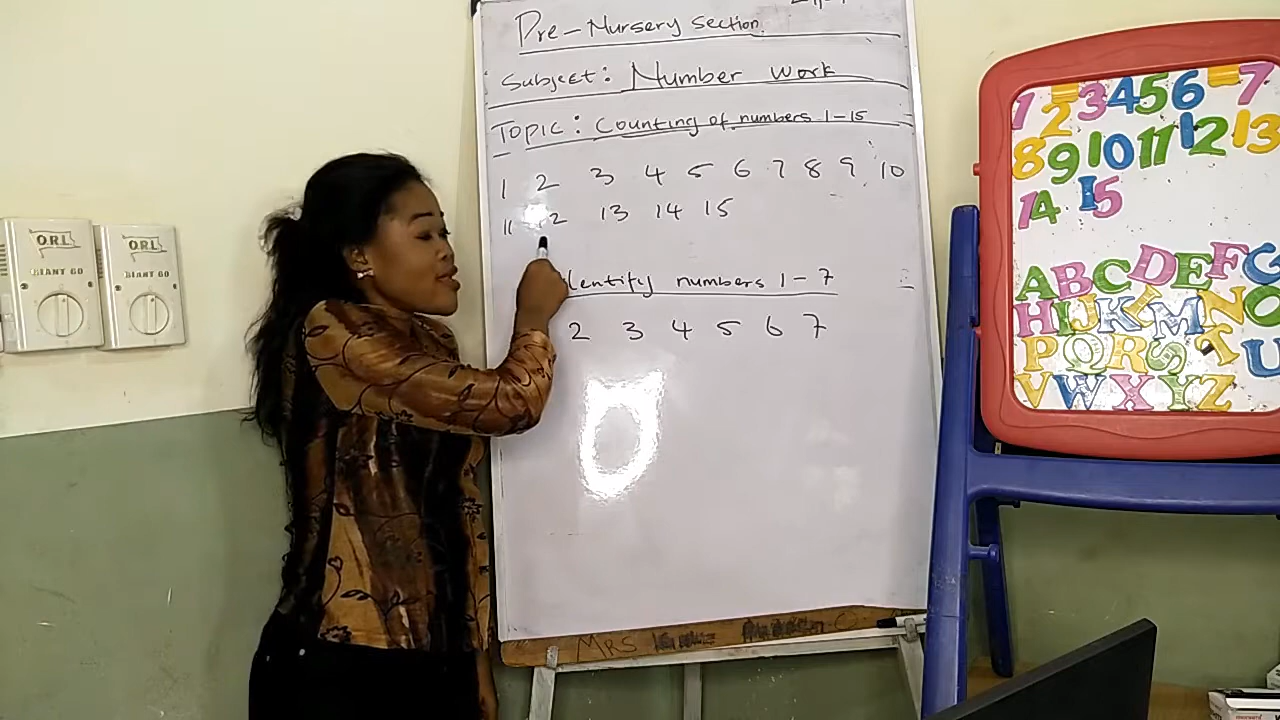 Pre-Nursery Section
Subject: Number Work
Topic: Counting of numbers 1-15
1 2 3 4 5 6 7 8 9 10
11 12 13 14 15
Identify numbers 1-7
2 3 4 5 6 7
MRS
O.R.L
GIANT 60
O.R.L
GIANT 60
1 2 3 4 5 6 7
8 9 10 11 12 13
14 15
A B C D E F G
H I J K L M N O
P Q R S T U
V W X Y Z